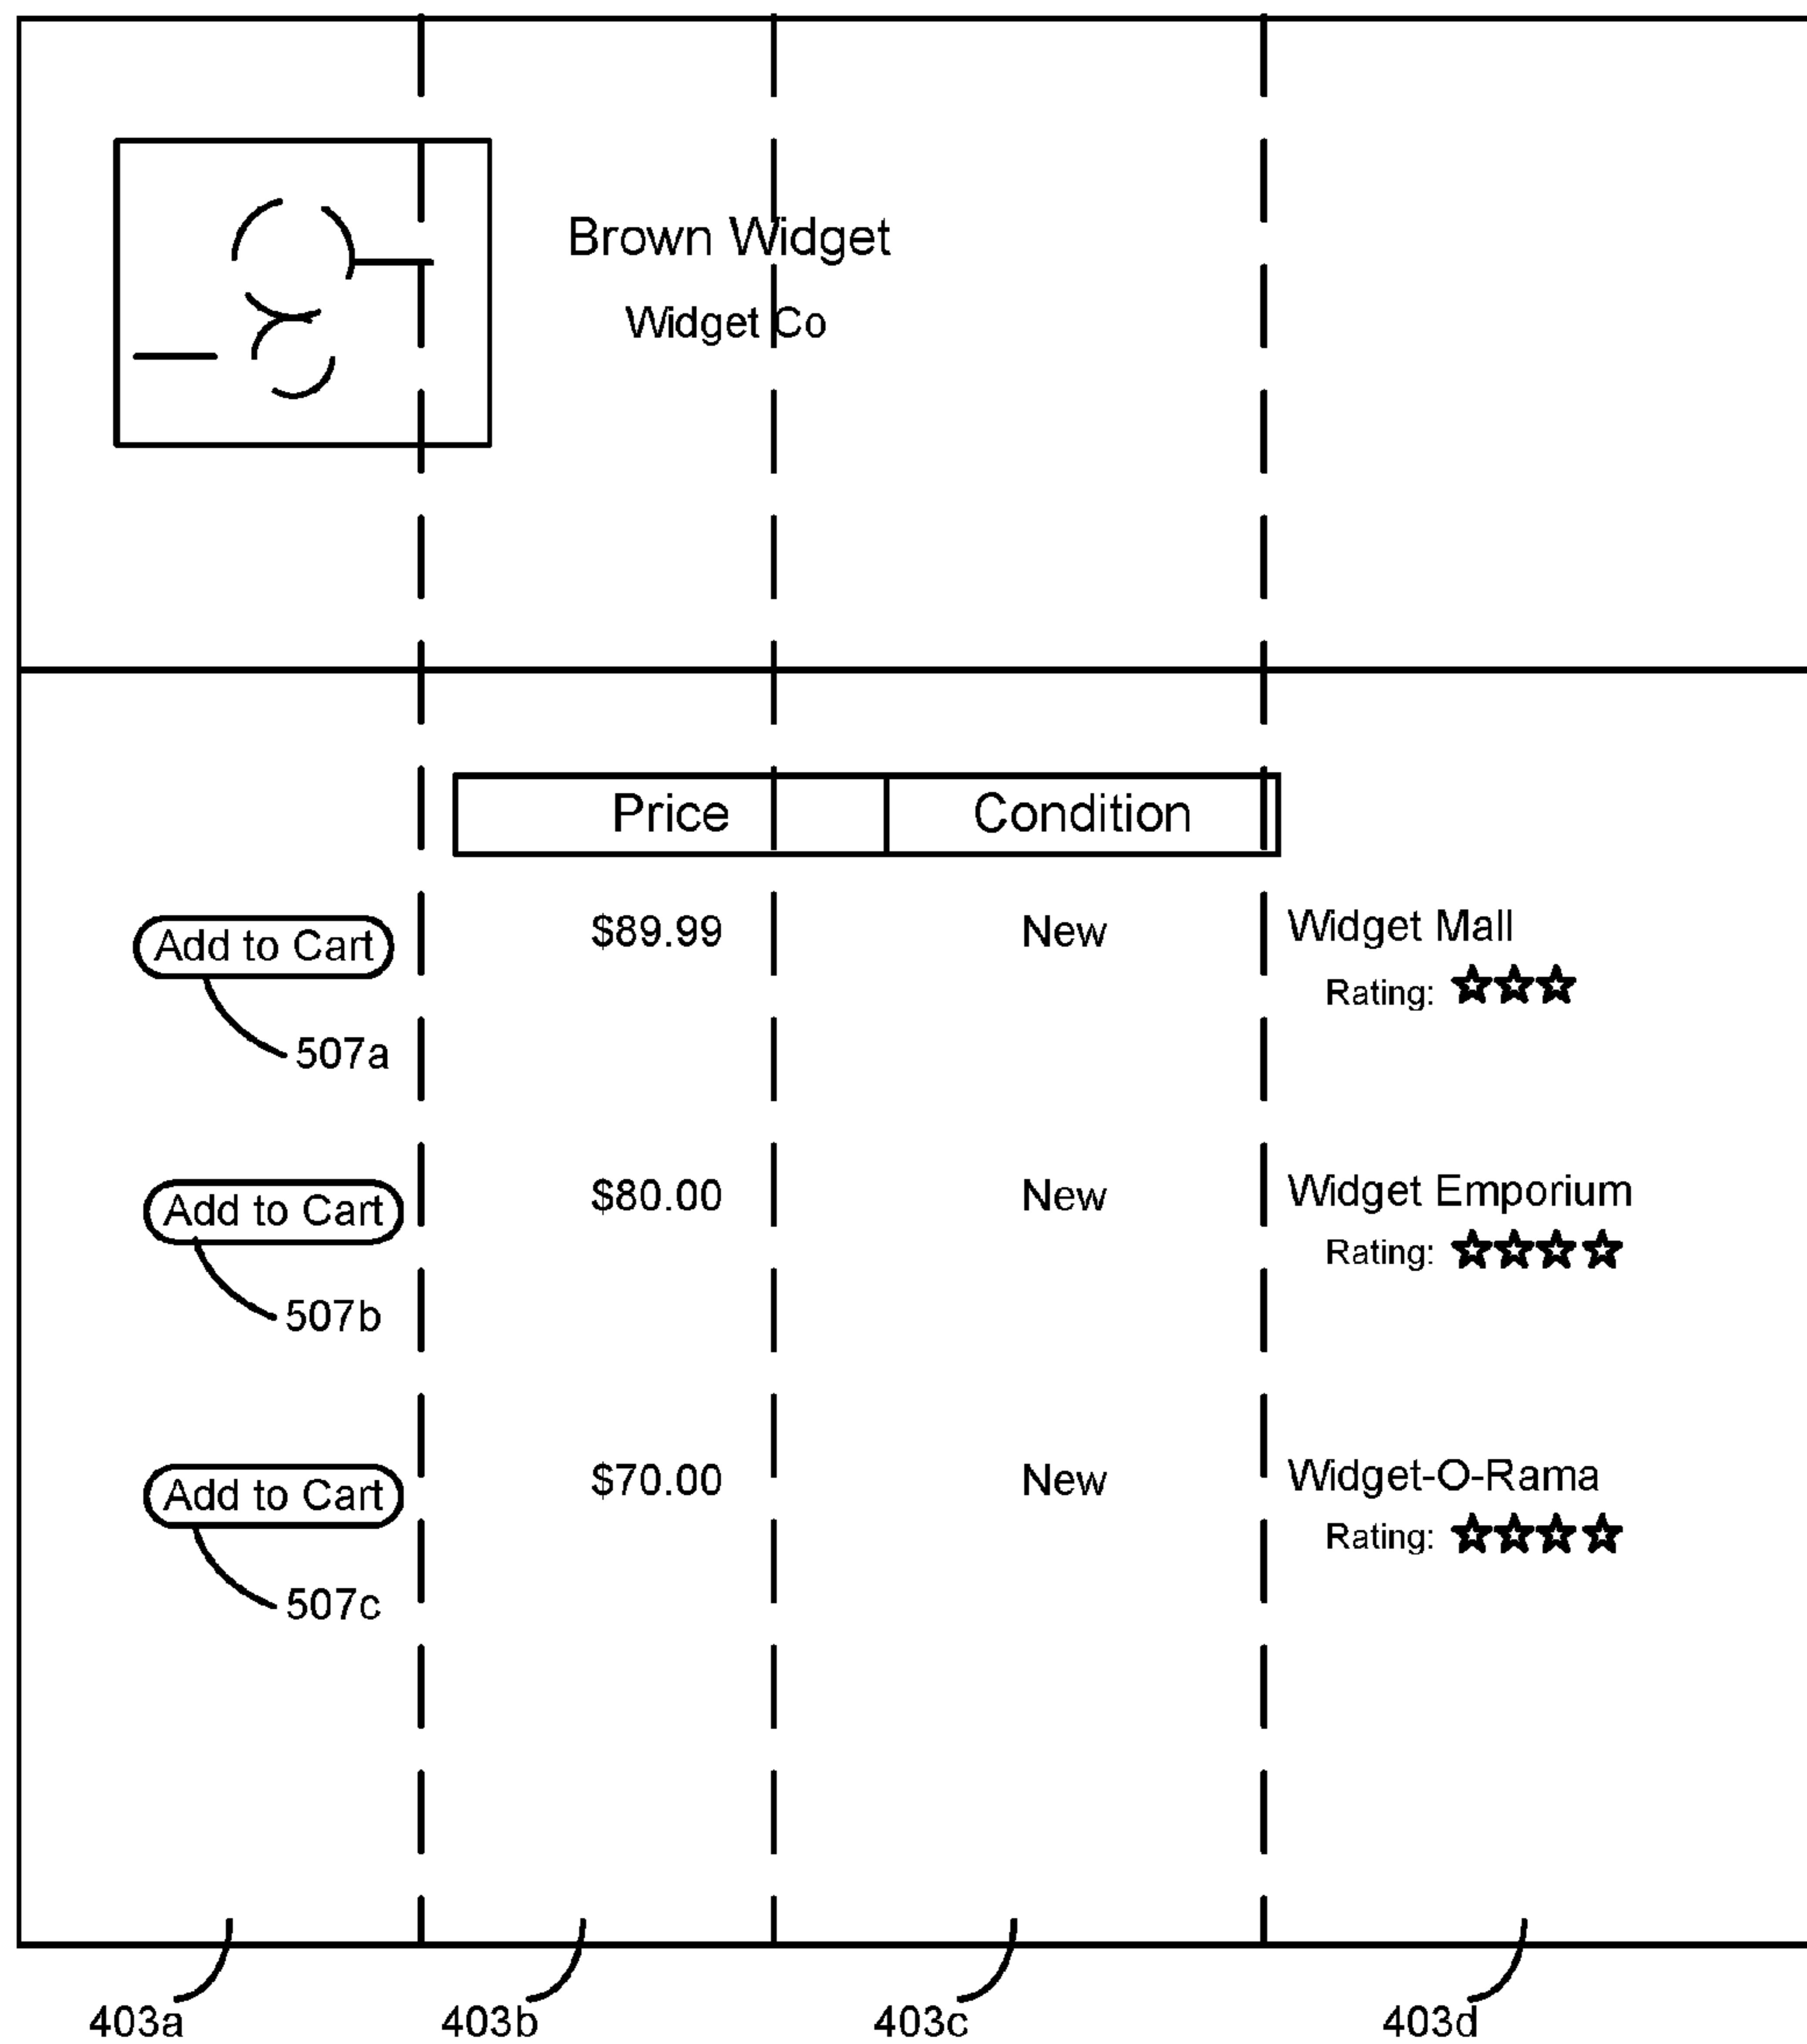 Brown Widget
Widget Co
Price Condition
Add to Cart $89.99 New Widget Mall
Rating:
507a
Add to Cart $80.00 New Widget Emporium
Rating:
507b
Add to Cart $70.00 New Widget-O-Rama
Rating:
507c
403a 403b 403c 403d